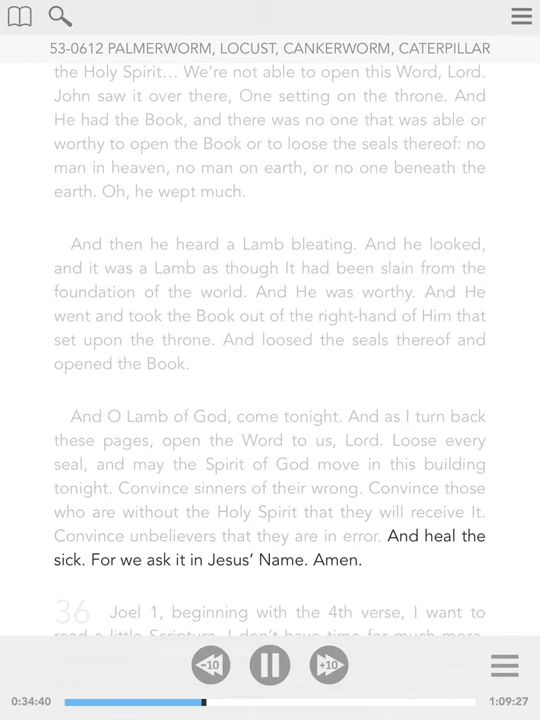 53-0612 PALMERWORM, LOCUST, CANKERWORM, CATERPILLAR
the Holy Spirit… We’re not able to open this Word, Lord.
John saw it over there, One setting on the throne. And
He had the Book, and there was no one that was able or
worthy to open the Book or to loose the seals thereof: no
man in heaven, no man on earth, or no one beneath the
earth. Oh, he wept much.
And then he heard a Lamb bleating. And he looked,
and it was a Lamb as though It had been slain from the
foundation of the world. And He was worthy. And He
went and took the Book out of the right-hand of Him that
set upon the throne. And loosed the seals thereof and
opened the Book.
And O Lamb of God, come tonight. And as I turn back
these pages, open the Word to us, Lord. Loose every
seal, and may the Spirit of God move in this building
tonight. Convince sinners of their wrong. Convince those
who are without the Holy Spirit that they will receive It.
Convince unbelievers that they are in error. And heal the
sick. For we ask it in Jesus’ Name. Amen.
36 Joel 1, beginning with the 4th verse, I want to
read a little Scripture. I don’t have time for much more,
-10 +10
0:34:40 1:09:27